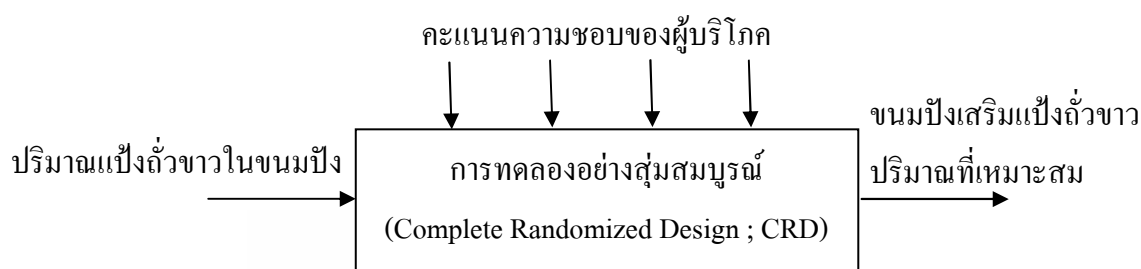 คะแนนความชอบของผู้บริโภค
ปริมาณแป้งถั่วขาวในขนมปัง
การทดลองอย่างสุ่มสมบูรณ์
(Complete Randomized Design ; CRD)
ขนมปังเสริมแป้งถั่วขาว
ปริมาณที่เหมาะสม